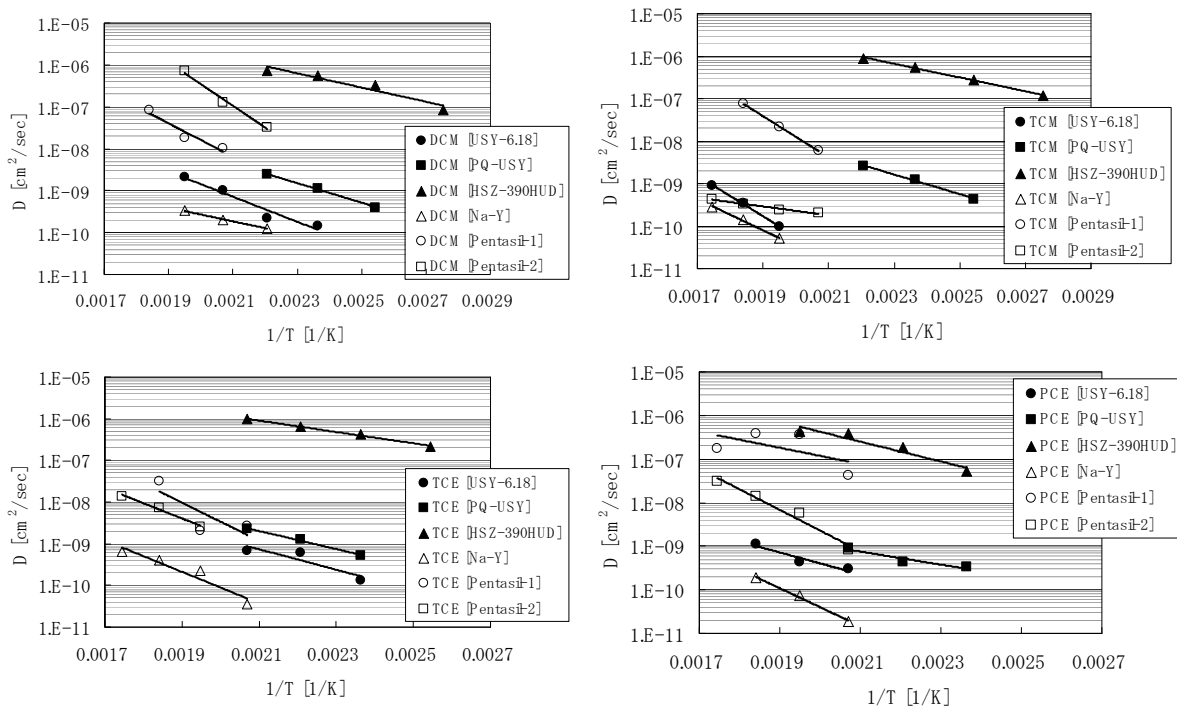 1.E-05
1.E-06
1.E-07
1.E-08
1.E-09
1.E-10
1.E-11
D [cm²/sec]
0.0017 0.0019 0.0021 0.0023 0.0025 0.0027 0.0029
1/T [1/K]
DCM [USY-6.18]
DCM [PQ-USY]
DCM [HSZ-390HUD]
DCM [Na-Y]
DCM [Pentasil-1]
DCM [Pentasil-2]
1.E-05
1.E-06
1.E-07
1.E-08
1.E-09
1.E-10
1.E-11
D [cm²/sec]
0.0017 0.0019 0.0021 0.0023 0.0025 0.0027 0.0029
1/T [1/K]
TCM [USY-6.18]
TCM [PQ-USY]
TCM [HSZ-390HUD]
TCM [Na-Y]
TCM [Pentasil-1]
TCM [Pentasil-2]
1.E-05
1.E-06
1.E-07
1.E-08
1.E-09
1.E-10
1.E-11
D [cm²/sec]
0.0017 0.0019 0.0021 0.0023 0.0025 0.0027
1/T [1/K]
TCE [USY-6.18]
TCE [PQ-USY]
TCE [HSZ-390HUD]
TCE [Na-Y]
TCE [Pentasil-1]
TCE [Pentasil-2]
1.E-05
1.E-06
1.E-07
1.E-08
1.E-09
1.E-10
1.E-11
D [cm²/sec]
0.0017 0.0019 0.0021 0.0023 0.0025 0.0027
1/T [1/K]
PCE [USY-6.18]
PCE [PQ-USY]
PCE [HSZ-390HUD]
PCE [Na-Y]
PCE [Pentasil-1]
PCE [Pentasil-2]